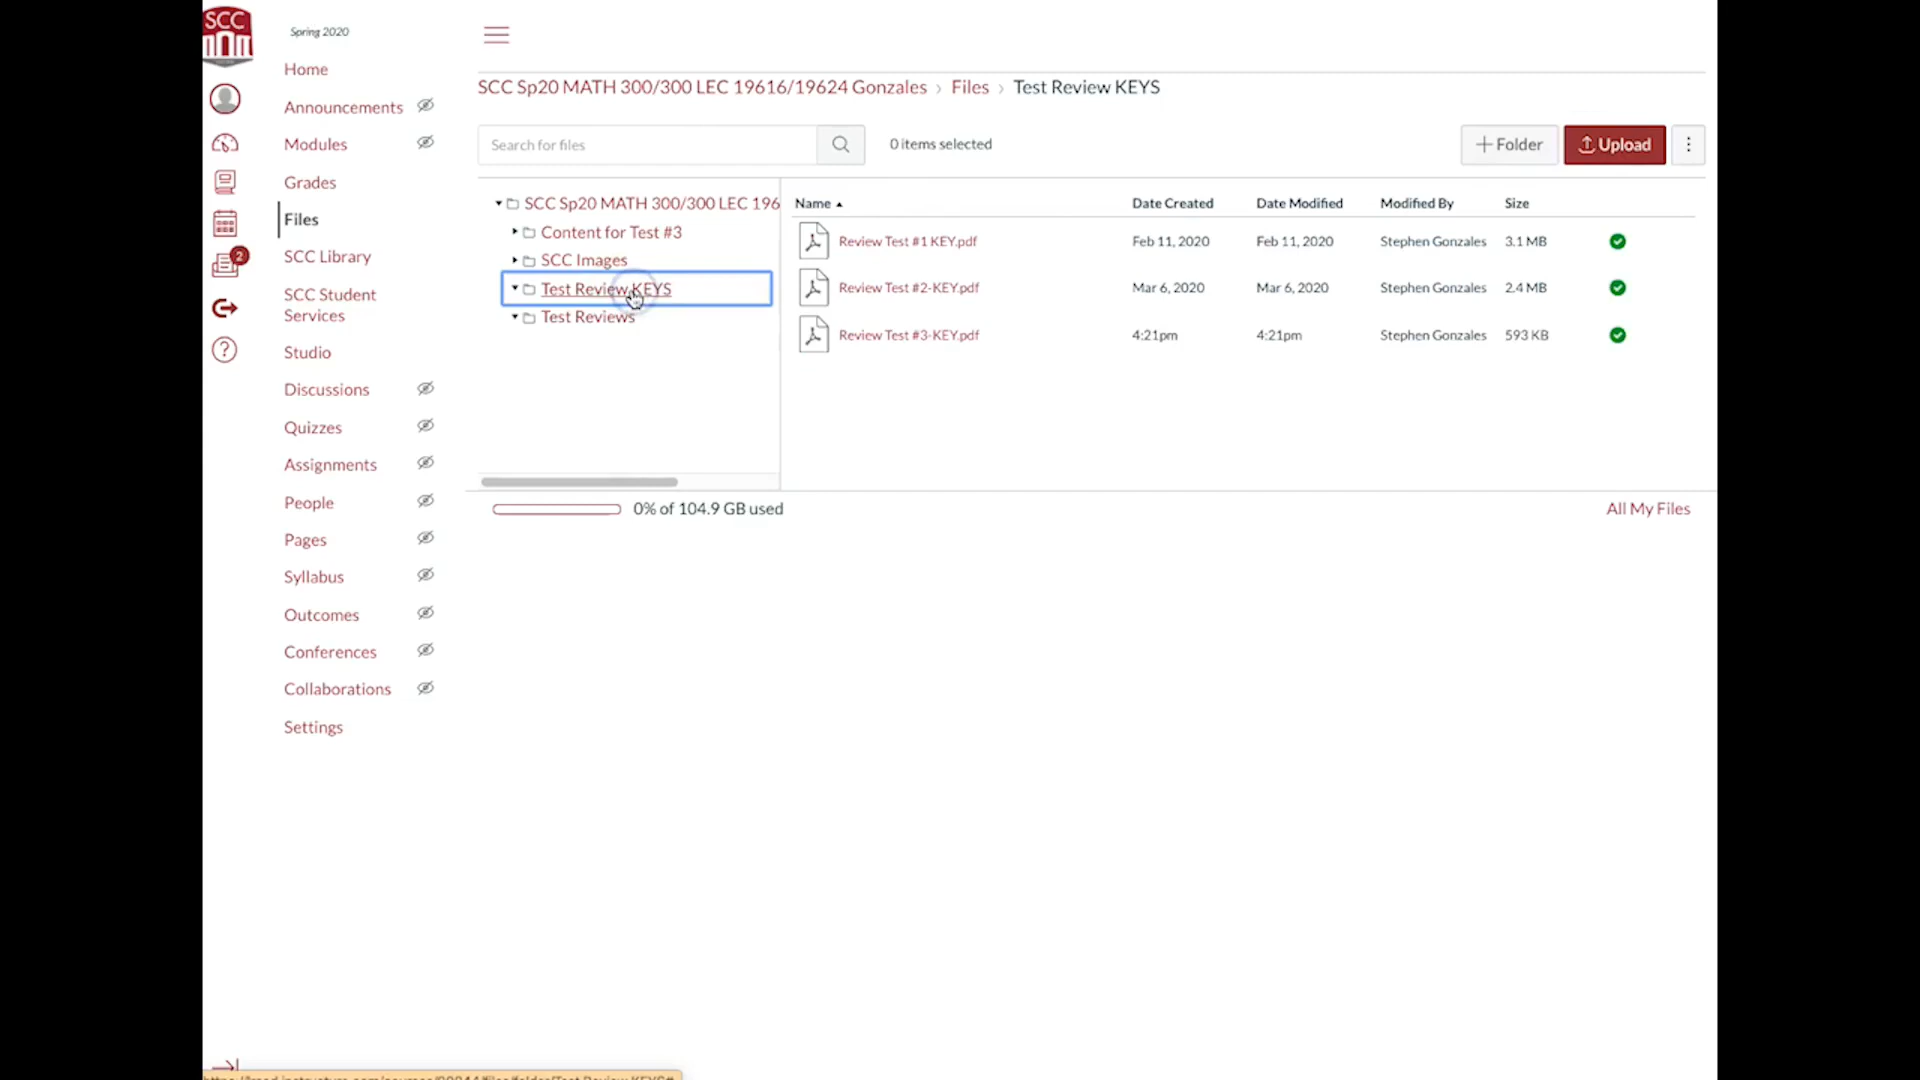 SCC
Spring 2020
Home
Announcements
Modules
Grades
Files
SCC Library
SCC Student
Services
Studio
Discussions
Quizzes
Assignments
People
Pages
Syllabus
Outcomes
Conferences
Collaborations
Settings
2
SCC Sp20 MATH 300/300 LEC 19616/19624 Gonzales › Files › Test Review KEYS
Search for files
0 items selected
+ Folder
Upload
SCC Sp20 MATH 300/300 LEC 196
Content for Test #3
SCC Images
Test Review KEYS
Test Reviews
Name Date Created Date Modified Modified By Size
Review Test #1 KEY.pdf Feb 11, 2020 Feb 11, 2020 Stephen Gonzales 3.1 MB
Review Test #2-KEY.pdf Mar 6, 2020 Mar 6, 2020 Stephen Gonzales 2.4 MB
Review Test #3-KEY.pdf 4:21pm 4:21pm Stephen Gonzales 593 KB
0% of 104.9 GB used
All My Files